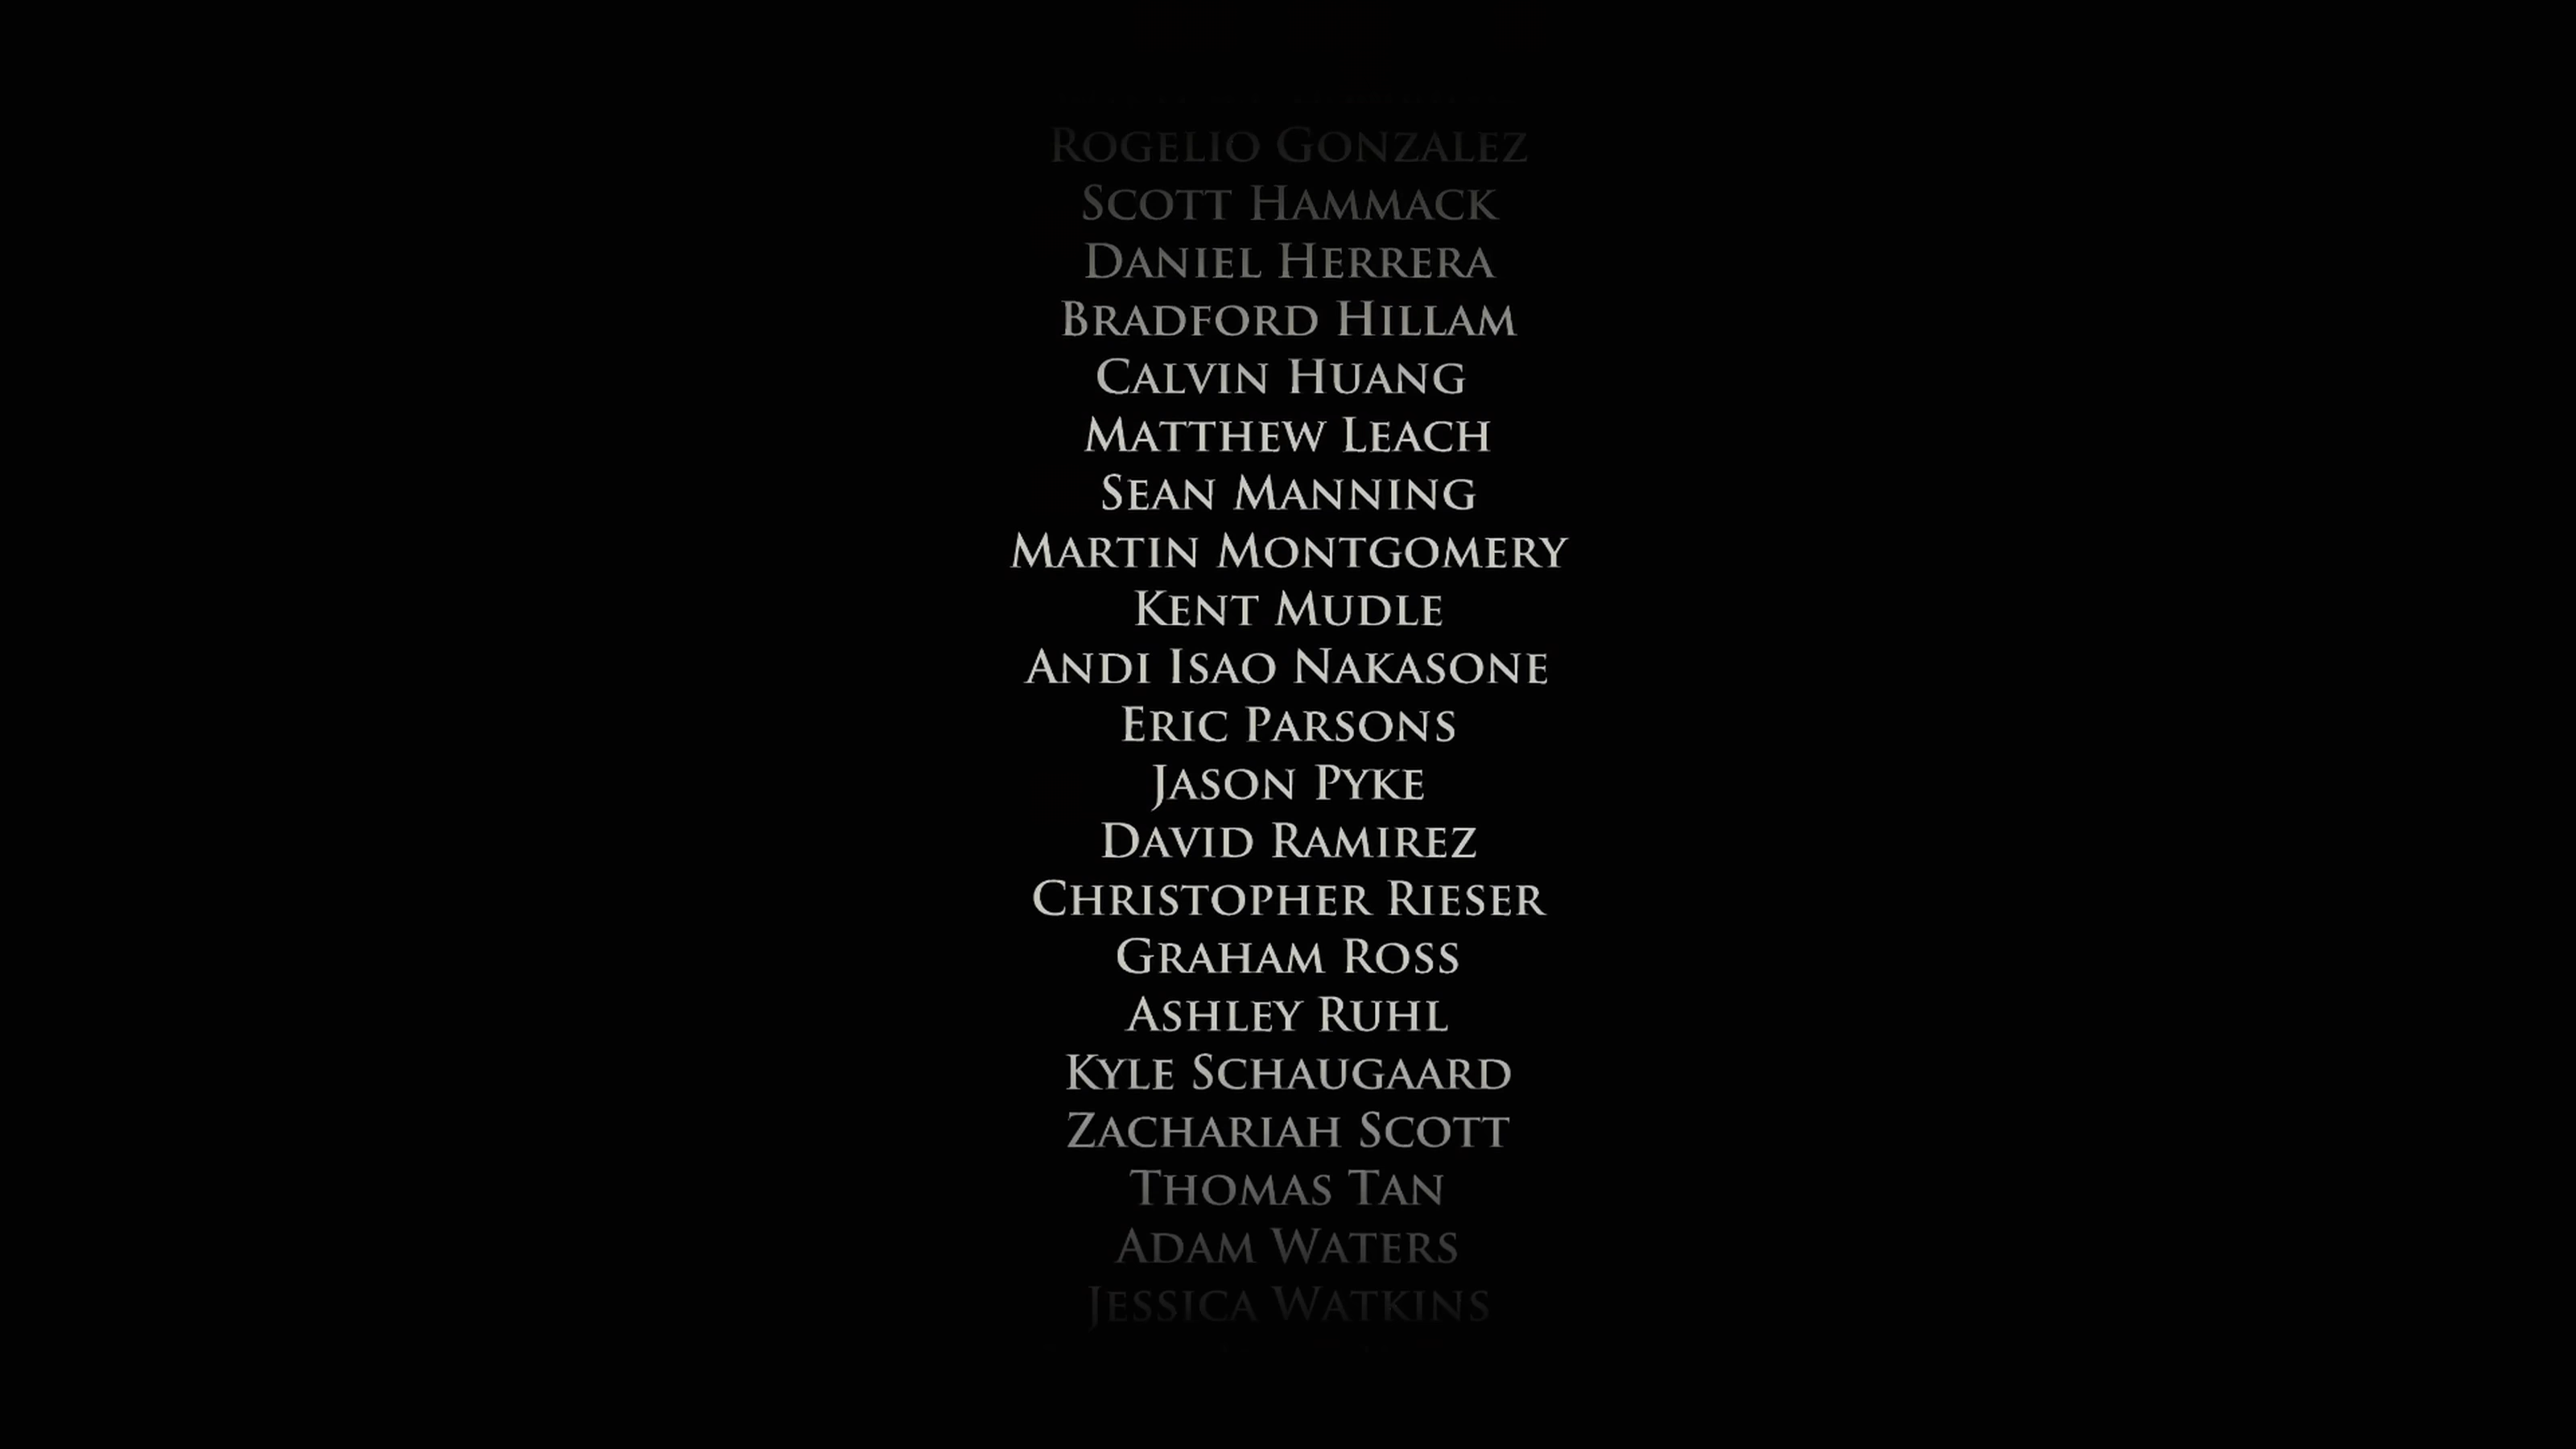 Rogelio Gonzalez
Scott Hammack
Daniel Herrera
Bradford Hillam
Calvin Huang
Matthew Leach
Sean Manning
Martin Montgomery
Kent Mudle
Andi Isao Nakasone
Eric Parsons
Jason Pyke
David Ramirez
Christopher Rieser
Graham Ross
Ashley Ruhl
Kyle Schaugaard
Zachariah Scott
Thomas Tan
Adam Waters
Jessica Watkins